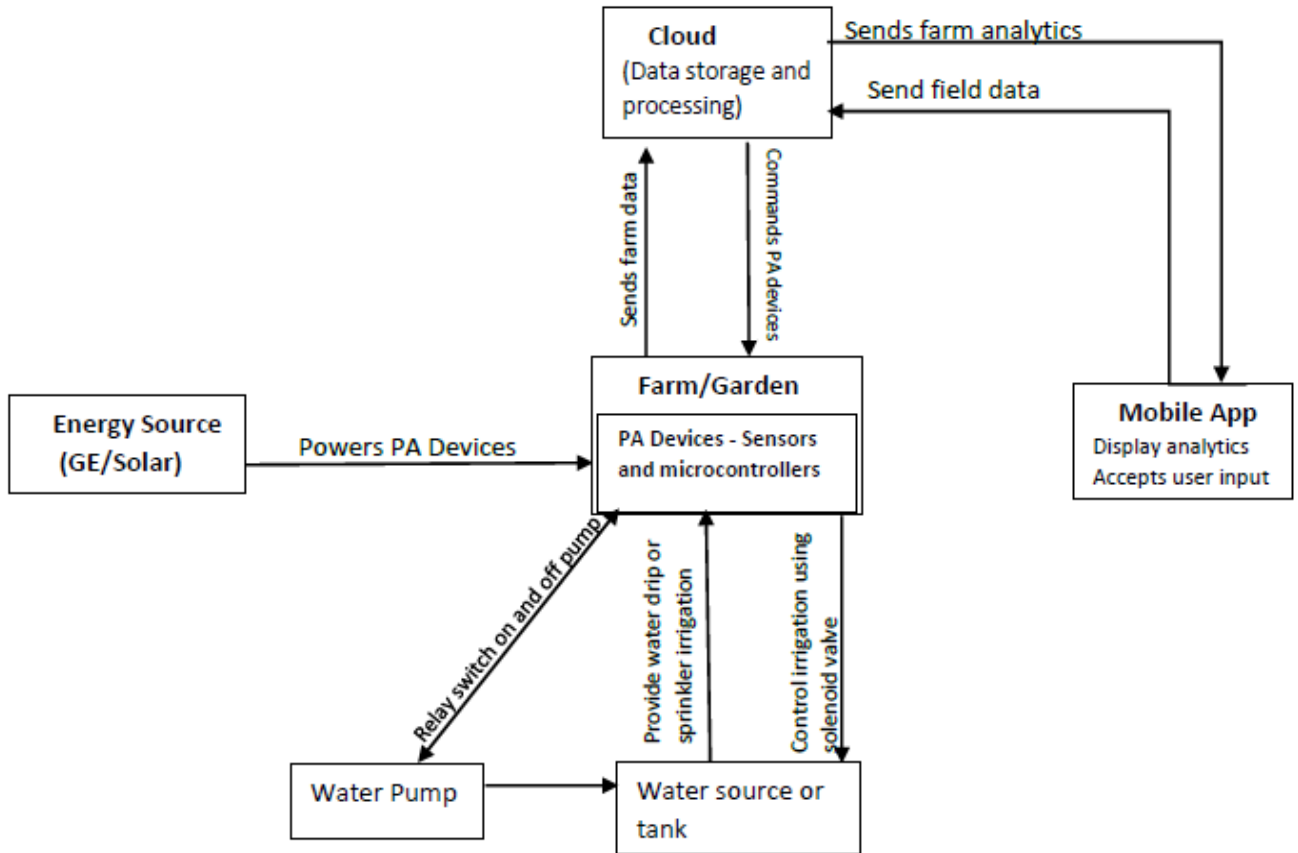 Cloud
(Data storage and
processing)
Sends farm analytics
Send field data
Sends farm data
Commands PA devices
Farm/Garden
PA Devices - Sensors
and microcontrollers
Energy Source
(GE/Solar)
Powers PA Devices
Mobile App
Display analytics
Accepts user input
Relay switch on and off pump
Provide water drip or
sprinkler irrigation
Control irrigation using
solenoid valve
Water Pump
Water source or
tank